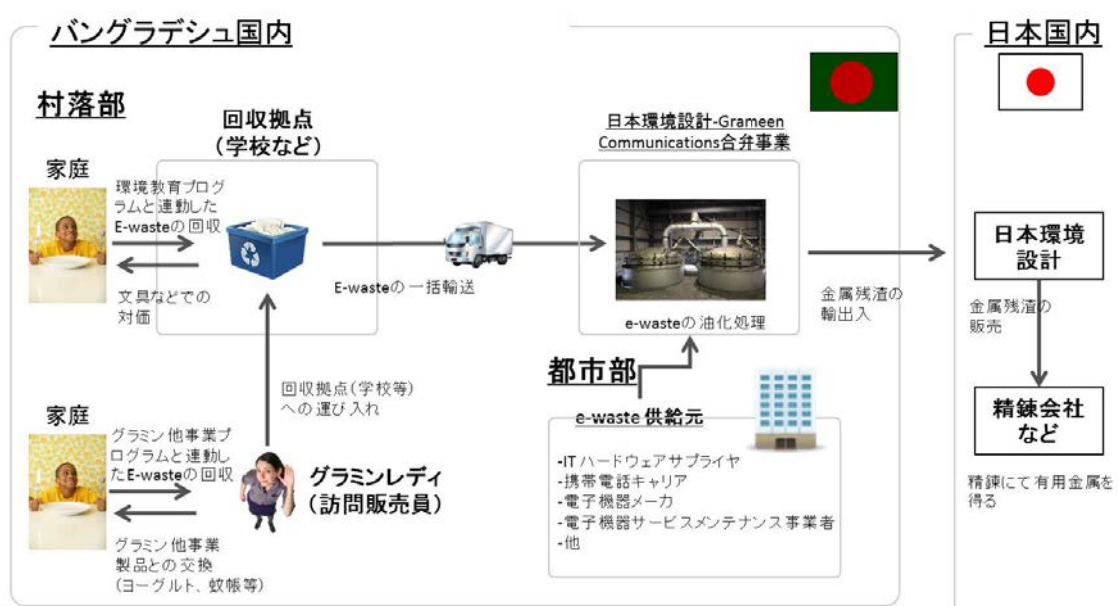 バングラデシュ国内
日本国内
村落部
回収拠点
(学校など)
日本環境設計-Grameen
Communications合弁事業
家庭
環境教育プログ
ラムと連動した
E-wasteの回収
文具などでの
対価
E-wasteの一括輸送
e-wasteの油化処理
金属残渣の
輸出入
日本環境
設計
金属残渣の
販売
精錬会社
など
精錬にて有用金属を
得る
回収拠点(学校等)
への運び入れ
都市部
e-waste 供給元
-ITハードウェアサプライヤ
-携帯電話キャリア
-電子機器メーカ
-電子機器サービスメンテナンス事業者
-他
家庭
グラミン他事業プ
ログラムと連動し
たE-wasteの回収
グラミンレディ
(訪問販売員)
グラミン他事業
製品との交換
(ヨーグルト、蚊帳等)